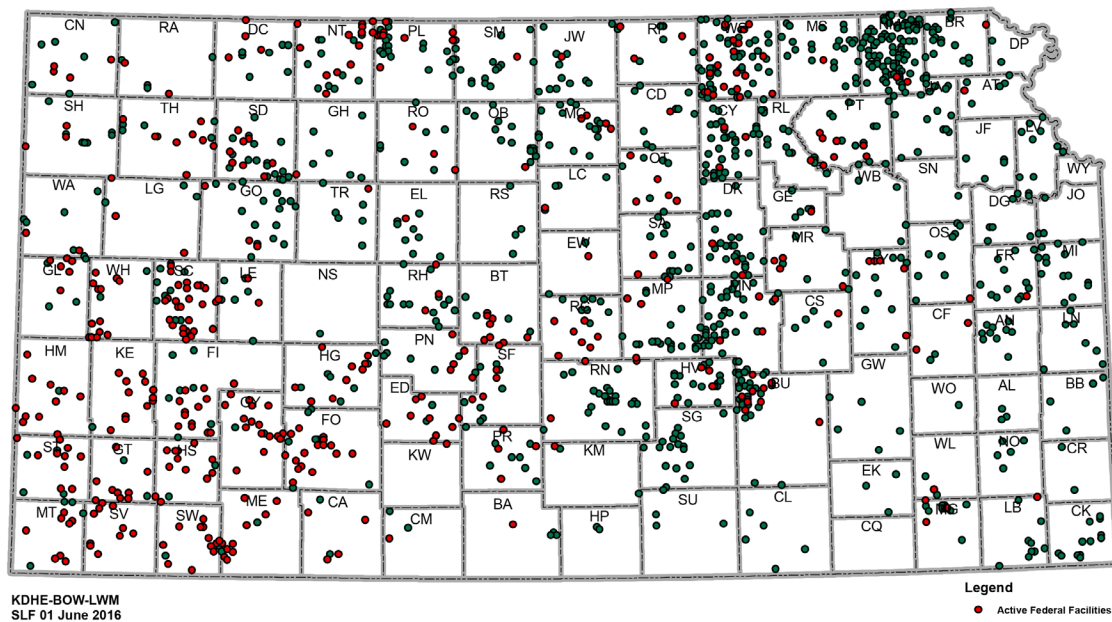 CN RA DC NT PL SM JW RP WS MS NM BR DP
SH TH SD GH RO OB MC CD CY RL PT AT
JF LV
OT
WA LG GO TR EL RS LC DK GE WB SN WY
DG JO
SA MR OS
GL WH SC LE NS RH BT EW FR MI
MP MN CS
RC CF AN LN
HM KE FI HG PN SF RN HV BU GW
ED WO AL BB
GY FO SG
ST GT HS KW PR KM EK WL NO CR
MT SV SW ME CA CM BA HP SU CL CQ MG LB CK
KDHE-BOW-LWM
SLF 01 June 2016
Legend
Active Federal Facilities